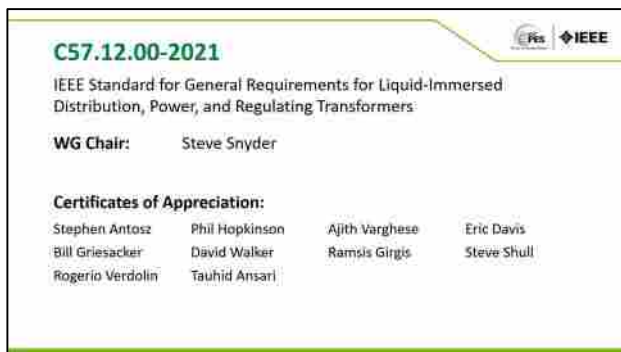 PES IEEE
C57.12.00-2021
IEEE Standard for General Requirements for Liquid-Immersed
Distribution, Power, and Regulating Transformers
WG Chair: Steve Snyder
Certificates of Appreciation:
Stephen Antosz Phil Hopkinson Ajith Varghese Eric Davis
Bill Griesacker David Walker Ramsis Girgis Steve Shull
Rogerio Verdolin Tauhid Ansari